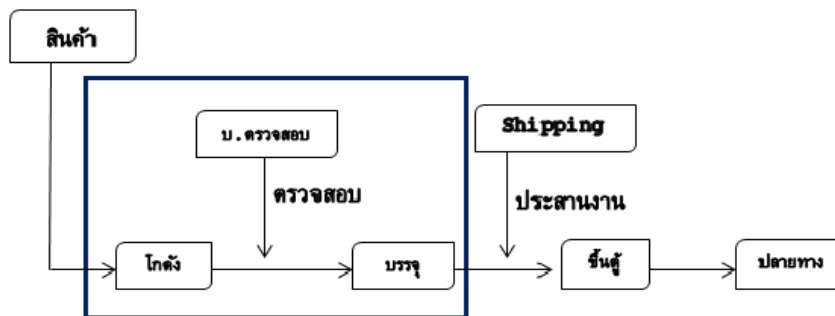 สินค้า
บ.ตรวจสอบ
Shipping
ตรวจสอบ
ประสานงาน
โกดัง
บรรจุ
ขึ้นตู้
ปลายทาง